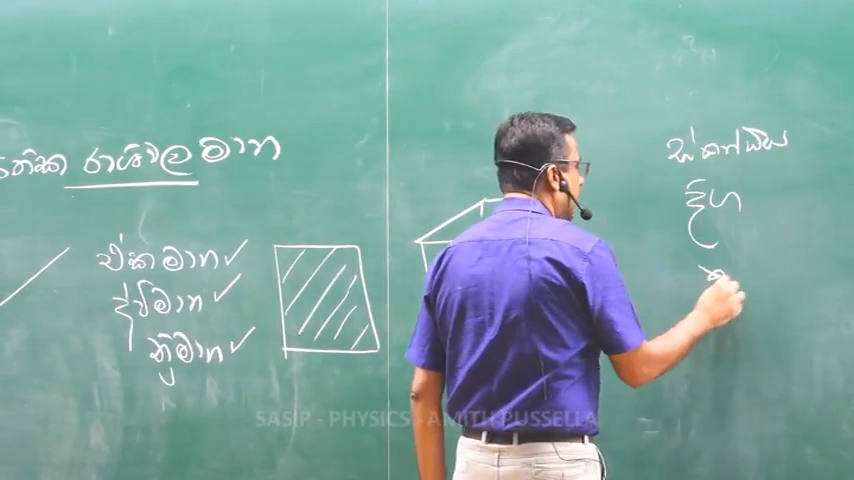 රාශිවල මාන
ඒකමාන ✓
ද්විමාන ✓
ත්‍රිමාන ✓
ස්කන්ධය
දිග
SASIP - PHYSICS - AMITH PUSSELLA